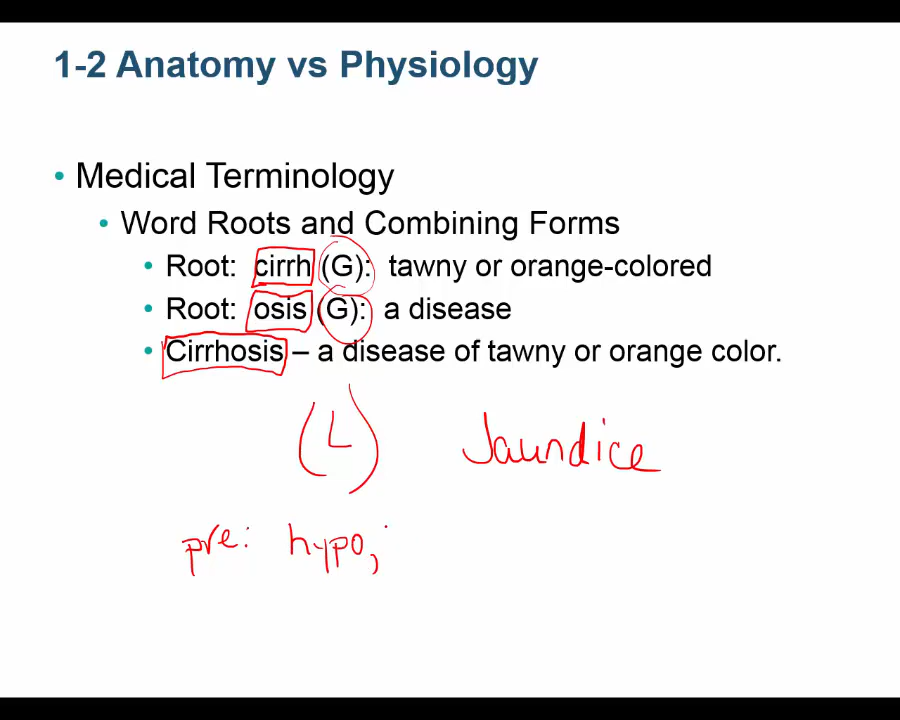 1-2 Anatomy vs Physiology
• Medical Terminology
• Word Roots and Combining Forms
• Root: cirrh (G): tawny or orange-colored
• Root: osis (G): a disease
• Cirrhosis – a disease of tawny or orange color.
(L) Jaundice
pre: hypo;